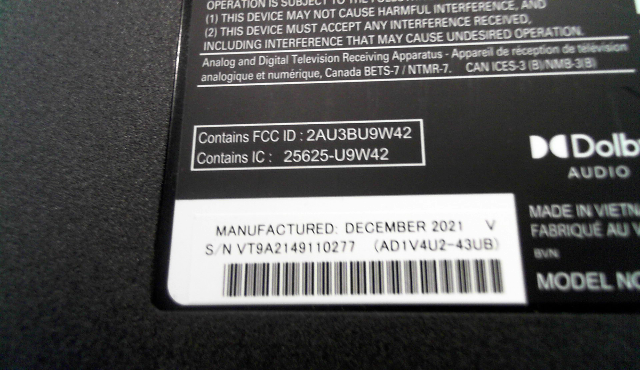 OPERATION IS SUBJECT TO THE
(1) THIS DEVICE MAY NOT CAUSE HARMFUL INTERFERENCE, AND
(2) THIS DEVICE MUST ACCEPT ANY INTERFERENCE RECEIVED,
INCLUDING INTERFERENCE THAT MAY CAUSE UNDESIRED OPERATION.
Analog and Digital Television Receiving Apparatus - Appareil de réception de télévision
analogique et numérique, Canada BETS-7 / NTMR-7. CAN ICES-3 (B)/NMB-3(B)
Contains FCC ID : 2AU3BU9W42
Contains IC : 25625-U9W42
Dolby
AUDIO
MANUFACTURED: DECEMBER 2021 V
S/N VT9A2149110277 (AD1V4U2-43UB)
MADE IN VIETN
FABRIQUÉ AU V
BVN
MODEL NO